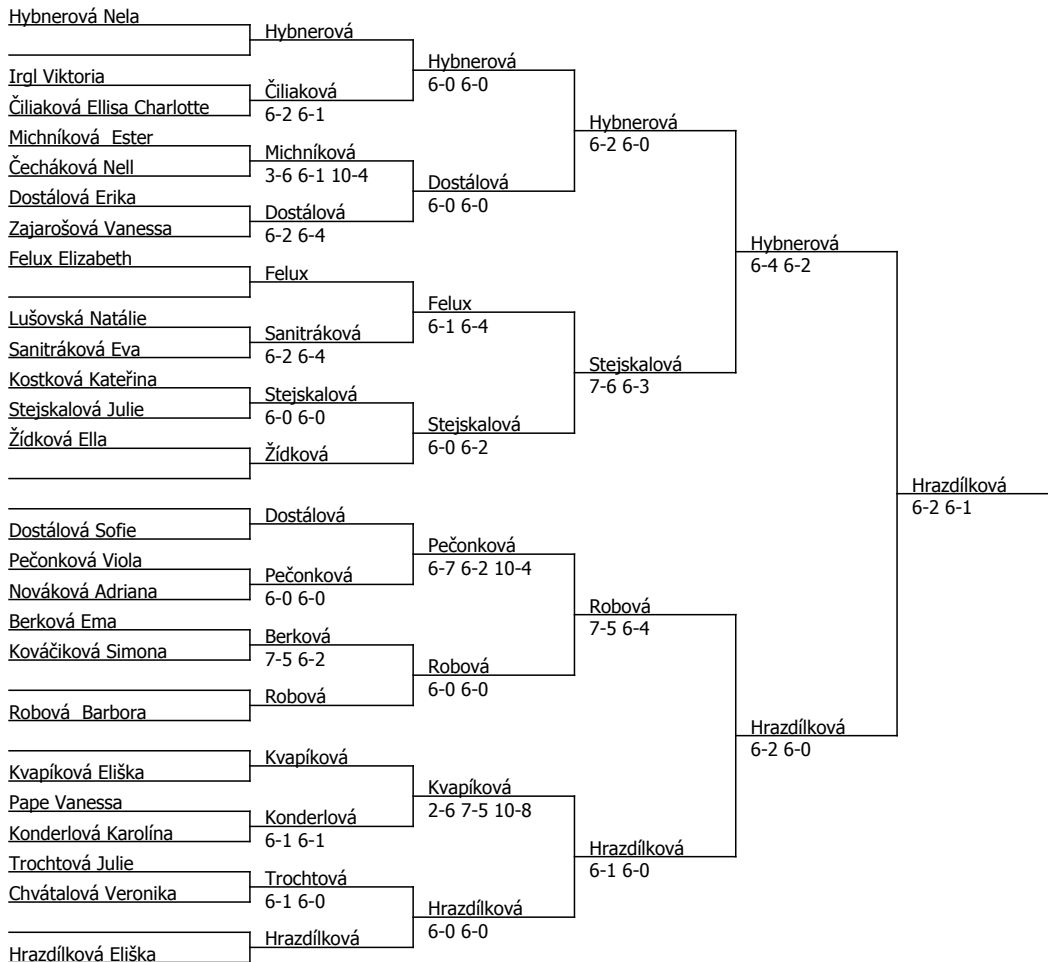 Hybnerová Nela
Hybnerová
Hybnerová
6-0 6-0
Irgl Viktoria
Čiliaková
6-2 6-1
Čiliaková Ellisa Charlotte
Hybnerová
6-2 6-0
Michníková Ester
Michníková
3-6 6-1 10-4
Čecháková Nell
Dostálová
6-0 6-0
Dostálová Erika
Dostálová
6-2 6-4
Zajarošová Vanessa
Hybnerová
6-4 6-2
Felux Elizabeth
Felux
Felux
6-1 6-4
Lušovská Natálie
Sanitráková
6-2 6-4
Sanitráková Eva
Stejskalová
7-6 6-3
Kostková Kateřina
Stejskalová
6-0 6-0
Stejskalová Julie
Stejskalová
6-0 6-2
Žídková Ella
Žídková
Hrazdílková
6-2 6-1
Dostálová
Dostálová Sofie
Pečonková
6-7 6-2 10-4
Pečonková Viola
Pečonková
6-0 6-0
Nováková Adriana
Robová
7-5 6-4
Berková Ema
Berková
7-5 6-2
Kováčiková Simona
Robová
6-0 6-0
Robová
Robová Barbora
Hrazdílková
6-2 6-0
Kvapíková
Kvapíková Eliška
Kvapíková
2-6 7-5 10-8
Pape Vanessa
Konderlová
6-1 6-1
Konderlová Karolína
Hrazdílková
6-1 6-0
Trochtová Julie
Trochtová
6-1 6-0
Chvátalová Veronika
Hrazdílková
6-0 6-0
Hrazdílková
Hrazdílková Eliška